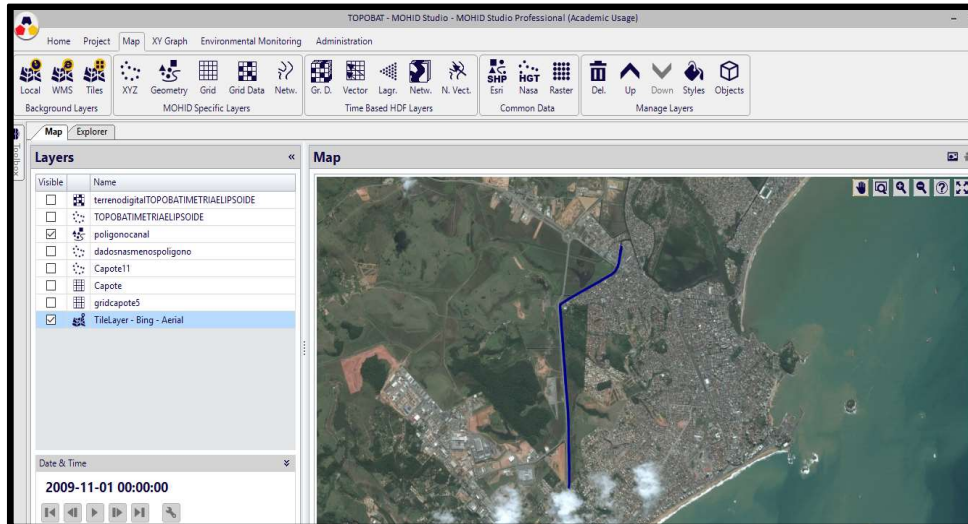 TOPOBAT - MOHID Studio - MOHID Studio Professional (Academic Usage)
Home Project Map XY Graph Environmental Monitoring Administration
Local WMS Tiles XYZ Geometry Grid Grid Data Netw. Gr. D. Vector Lagr. Netw. N. Vect. SHP Esri HGT Nasa Raster Del. Up Down Styles Objects
Background Layers MOHID Specific Layers Time Based HDF Layers Common Data Manage Layers
Toolbox
Map Explorer
Layers
Visible Name
terrenodigitalTOPOBATIMETRIAELIPSOIDE
TOPOBATIMETRIAELIPSOIDE
poligonocanal
dadosnasmenospoligono
Capote11
Capote
gridcapote5
TileLayer - Bing - Aerial
Date & Time
2009-11-01 00:00:00
Map